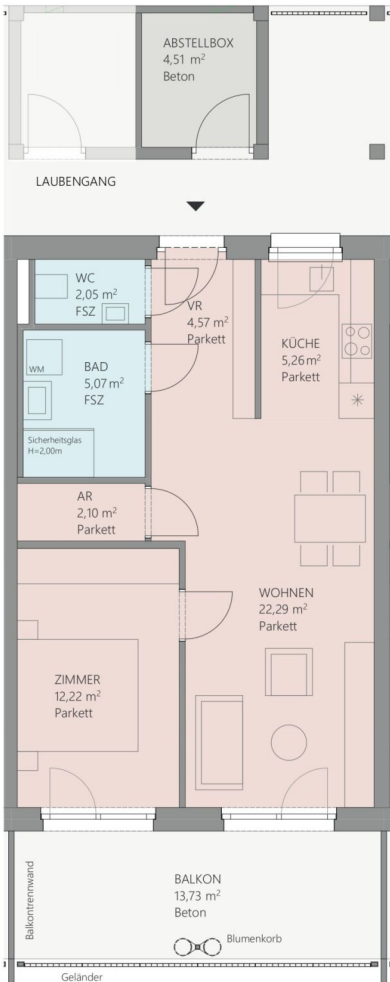 ABSTELLBOX
4,51 m²
Beton
LAUBENGANG
WC
2,05 m²
FSZ
VR
4,57 m²
Parkett
KÜCHE
5,26 m²
Parkett
WM
BAD
5,07 m²
FSZ
Sicherheitsglas
H=2,00m
AR
2,10 m²
Parkett
WOHNEN
22,29 m²
Parkett
ZIMMER
12,22 m²
Parkett
Balkontrennwand
BALKON
13,73 m²
Beton
Blumenkorb
Geländer